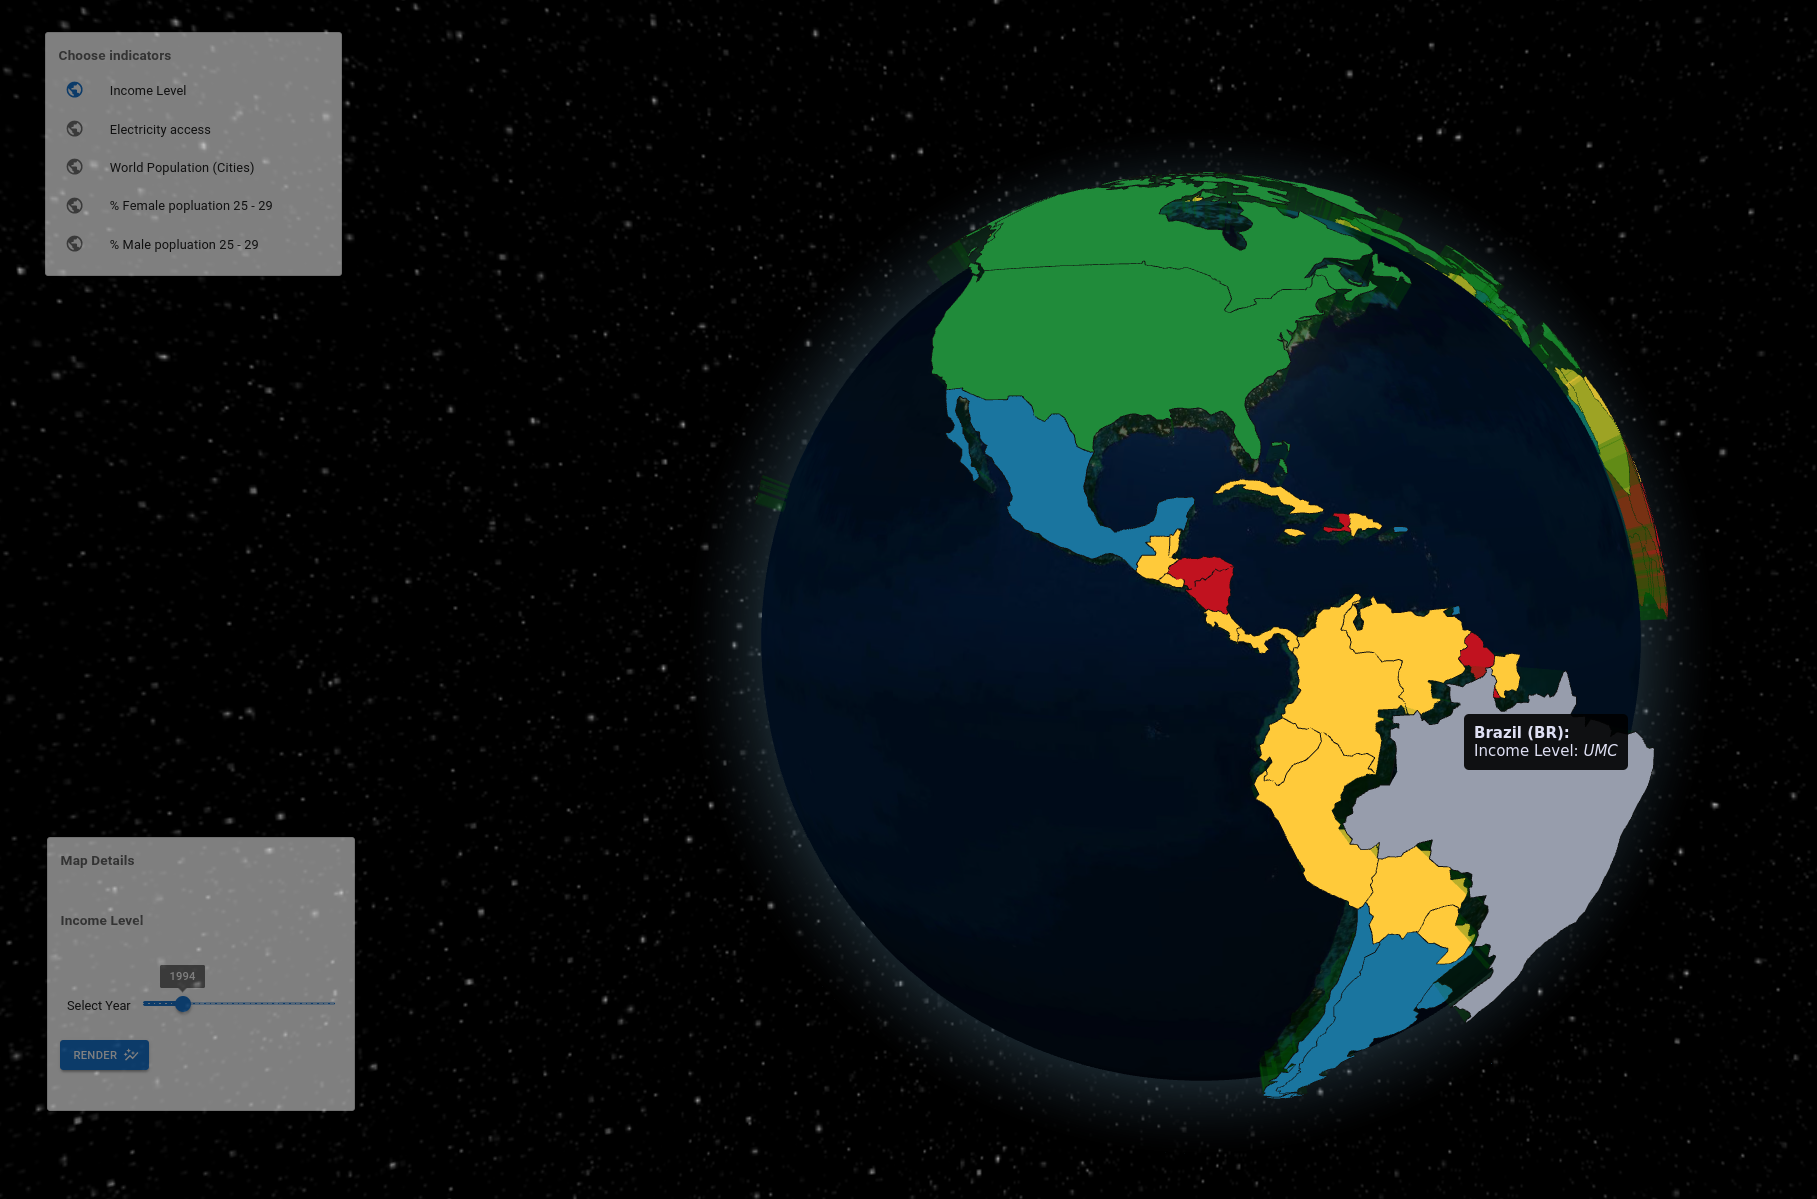 Choose indicators
Income Level
Electricity access
World Population (Cities)
% Female popluation 25 - 29
% Male popluation 25 - 29
Brazil (BR):
Income Level: UMC
Map Details
Income Level
1994
Select Year
RENDER